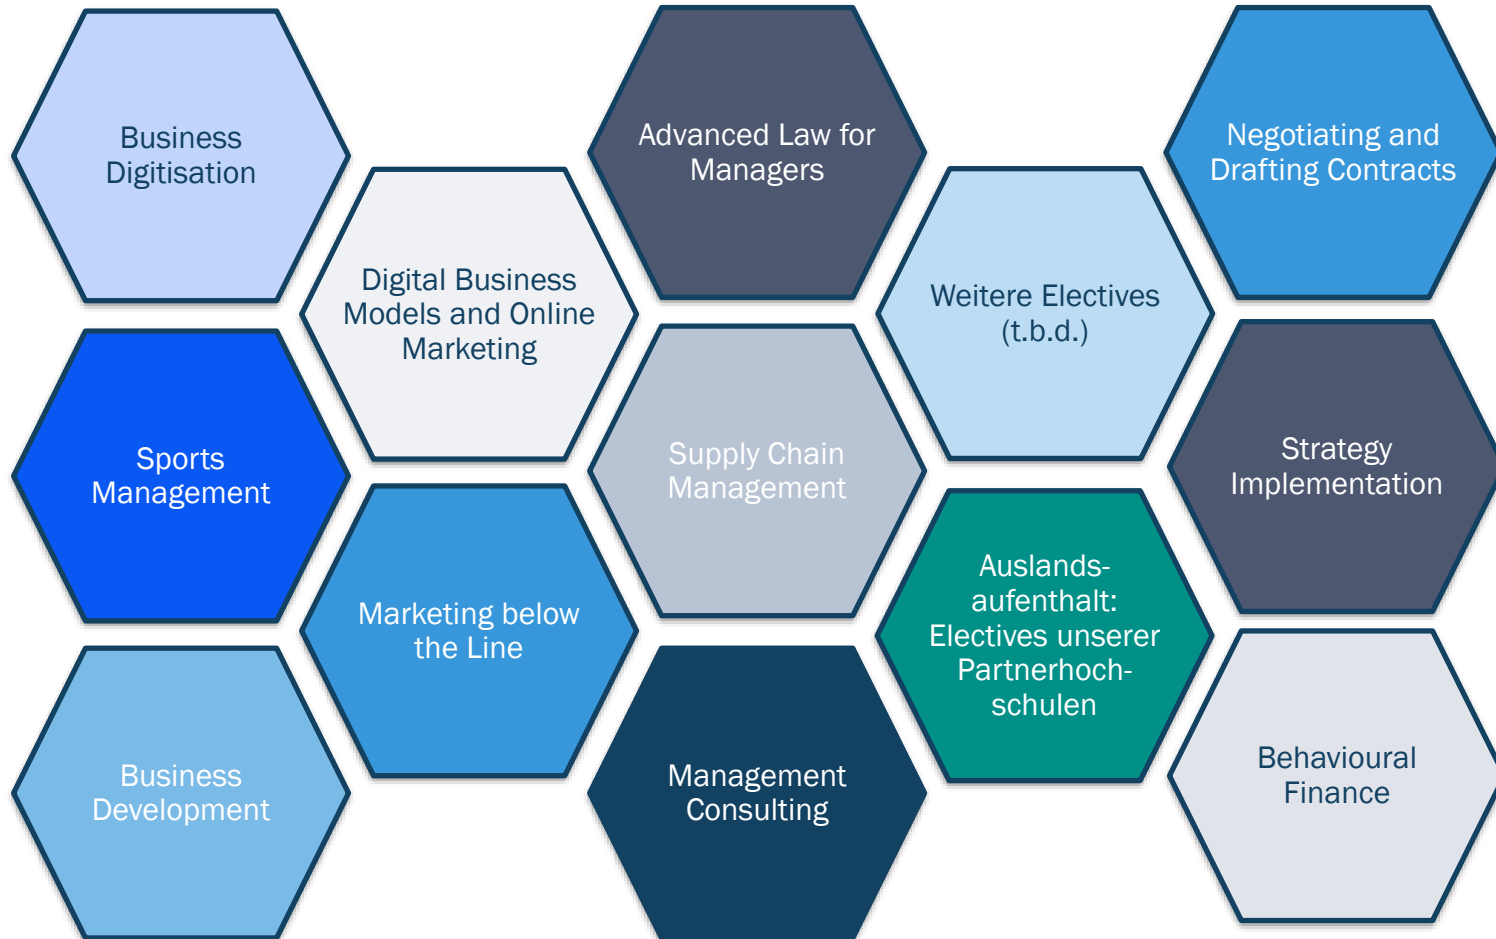 Business
Digitisation
Advanced Law for
Managers
Negotiating and
Drafting Contracts
Digital Business
Models and Online
Marketing
Weitere Electives
(t.b.d.)
Sports
Management
Supply Chain
Management
Strategy
Implementation
Marketing below
the Line
Auslands-
aufenthalt:
Electives unserer
Partnerhoch-
schulen
Business
Development
Management
Consulting
Behavioural
Finance